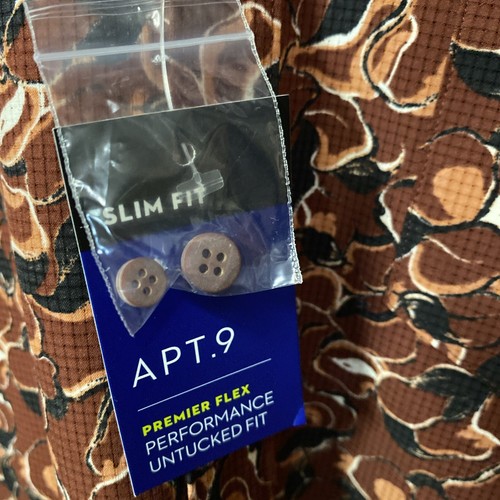 SLIM FIT
APT.9
PREMIER FLEX
PERFORMANCE
UNTUCKED FIT